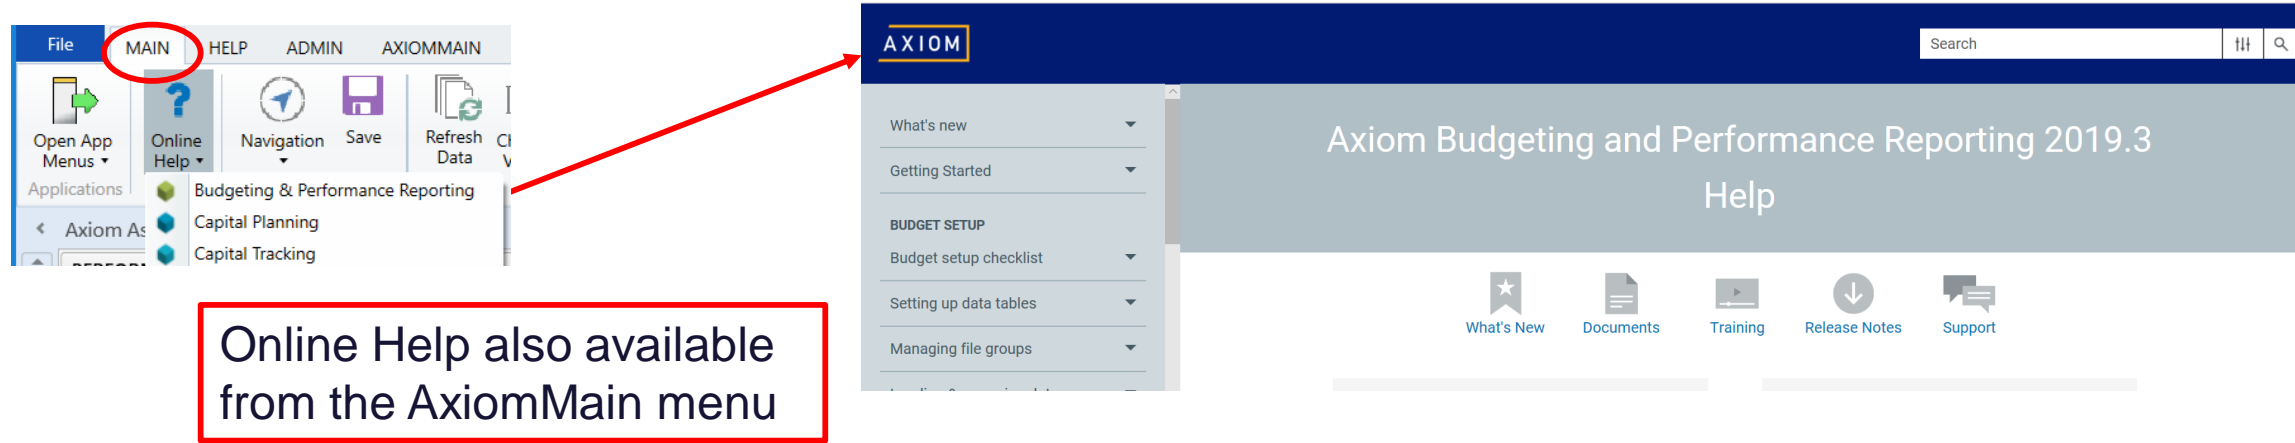 File MAIN HELP ADMIN AXIOMMAIN
Open App
Menus
Online
Help
Navigation
Save
Refresh
Data
Applications
Budgeting & Performance Reporting
Capital Planning
Capital Tracking
Axiom As
Online Help also available
from the AxiomMain menu
AXIOM
Search
What's new
Getting Started
BUDGET SETUP
Budget setup checklist
Setting up data tables
Managing file groups
Axiom Budgeting and Performance Reporting 2019.3
Help
What's New Documents Training Release Notes Support